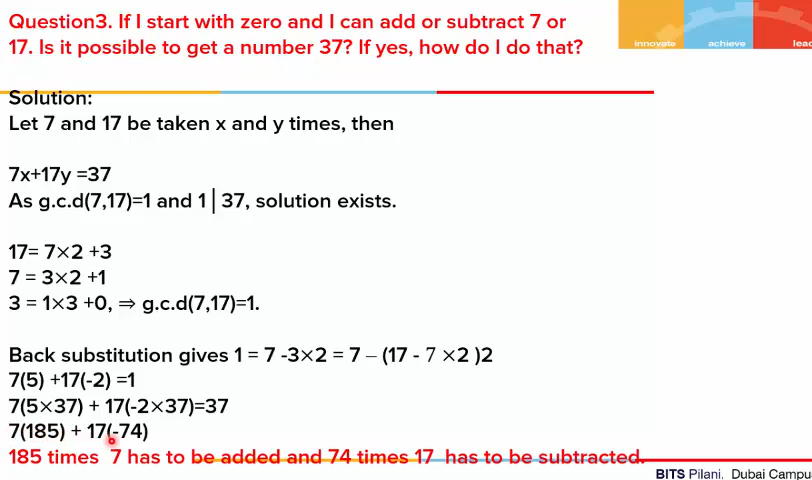 Question3. If I start with zero and I can add or subtract 7 or
17. Is it possible to get a number 37? If yes, how do I do that?
innovate achieve lead
Solution:
Let 7 and 17 be taken x and y times, then
7x+17y =37
As g.c.d(7,17)=1 and 1 | 37, solution exists.
17= 7×2 +3
7 = 3×2 +1
3 = 1×3 +0, ⇒ g.c.d(7,17)=1.
Back substitution gives 1 = 7 -3×2 = 7 – (17 - 7 ×2 )2
7(5) +17(-2) =1
7(5×37) + 17(-2×37)=37
7(185) + 17(-74)
185 times 7 has to be added and 74 times 17 has to be subtracted.
BITS Pilani, Dubai Campu